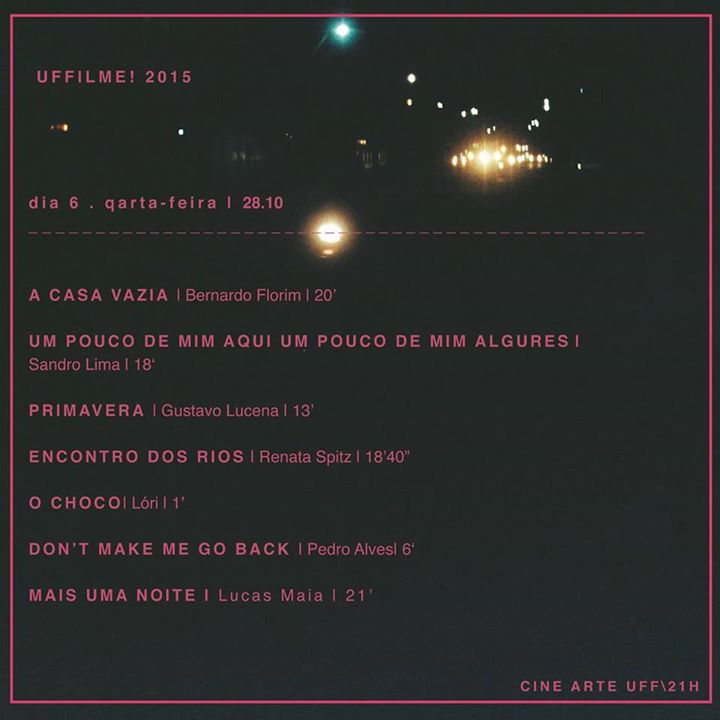 UFFILME! 2015
dia 6 . qarta-feira | 28.10
A CASA VAZIA | Bernardo Florim | 20’
UM POUCO DE MIM AQUI UM POUCO DE MIM ALGURES |
Sandro Lima | 18‘
PRIMAVERA | Gustavo Lucena | 13’
ENCONTRO DOS RIOS | Renata Spitz | 18’40”
O CHOCO| Lóri | 1’
DON’T MAKE ME GO BACK | Pedro Alves| 6‘
MAIS UMA NOITE | Lucas Maia | 21’
CINE ARTE UFF\21H